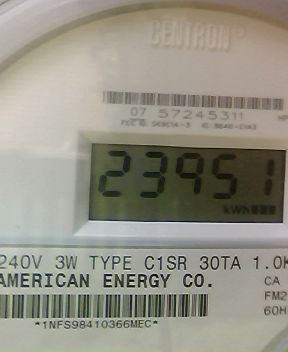 CENTRON®
07 57245311
23951
kWh
240V 3W TYPE C1SR 30TA 1.0K
AMERICAN ENERGY CO.
CA
FM2
60H
*1NFS98410366MEC*